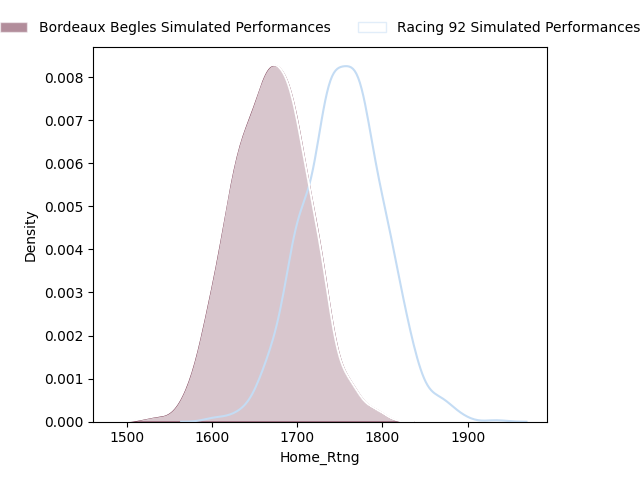 Bordeaux Begles Simulated Performances
Racing 92 Simulated Performances
0.008
0.007
0.006
0.005
0.004
0.003
0.002
0.001
0.000
Density
1500 1600 1700 1800 1900
Home_Rtng